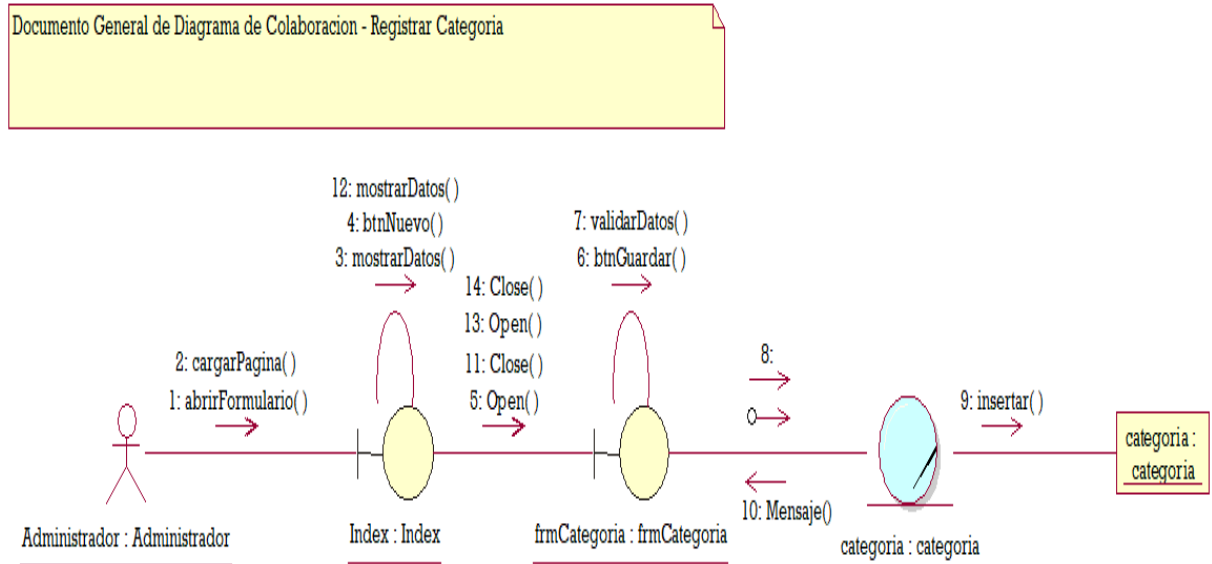 Documento General de Diagrama de Colaboracion - Registrar Categoria
12: mostrarDatos( )
4: btnNuevo( )
3: mostrarDatos( )
7: validarDatos( )
6: btnGuardar( )
14: Close( )
13: Open( )
11: Close( )
5: Open( )
2: cargarPagina( )
1: abrirFormulario( )
8:
9: insertar( )
10: Mensaje()
categoria :
categoria
Administrador : Administrador
Index : Index
frmCategoria : frmCategoria
categoria : categoria